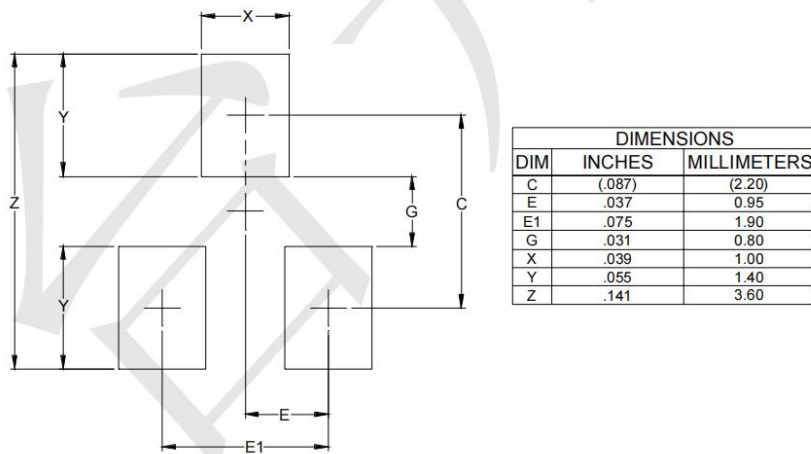 X
Y
Z
G
C
Y
E
E1
DIMENSIONS
DIM INCHES MILLIMETERS
C (.087) (2.20)
E .037 0.95
E1 .075 1.90
G .031 0.80
X .039 1.00
Y .055 1.40
Z .141 3.60